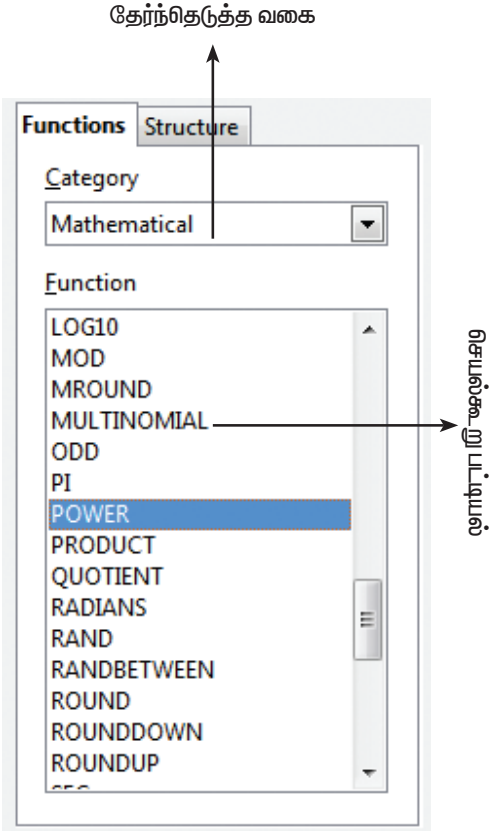 தேர்ந்தெடுத்த வகை
Functions Structure
Category
Mathematical
Function
LOG10
MOD
MROUND
MULTINOMIAL
ODD
PI
POWER
PRODUCT
QUOTIENT
RADIANS
RAND
RANDBETWEEN
ROUND
ROUNDDOWN
ROUNDUP
செயல்கூறு பட்டியல்